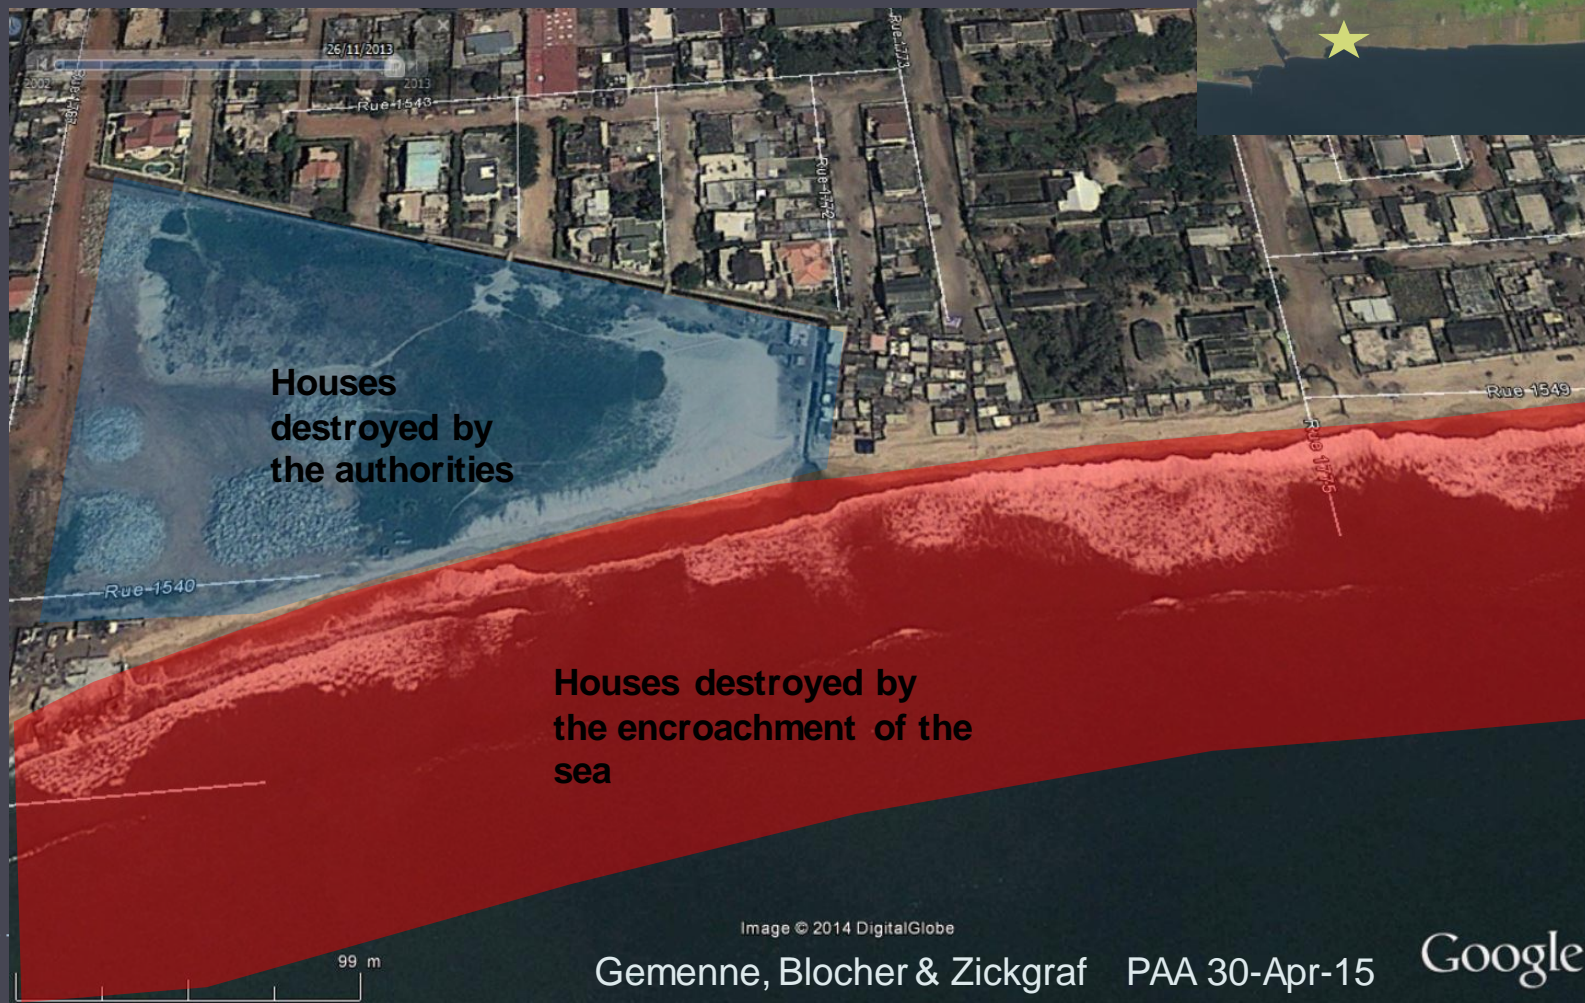 26/11/2013
2002
2013
Rue 1543
Rue 1773
Rue 1772
Houses
destroyed by
the authorities
Rue 1549
Rue 1775
Rue 1540
Houses destroyed by
the encroachment of the
sea
Image © 2014 DigitalGlobe
99 m
Gemenne, Blocher & Zickgraf PAA 30-Apr-15
Google